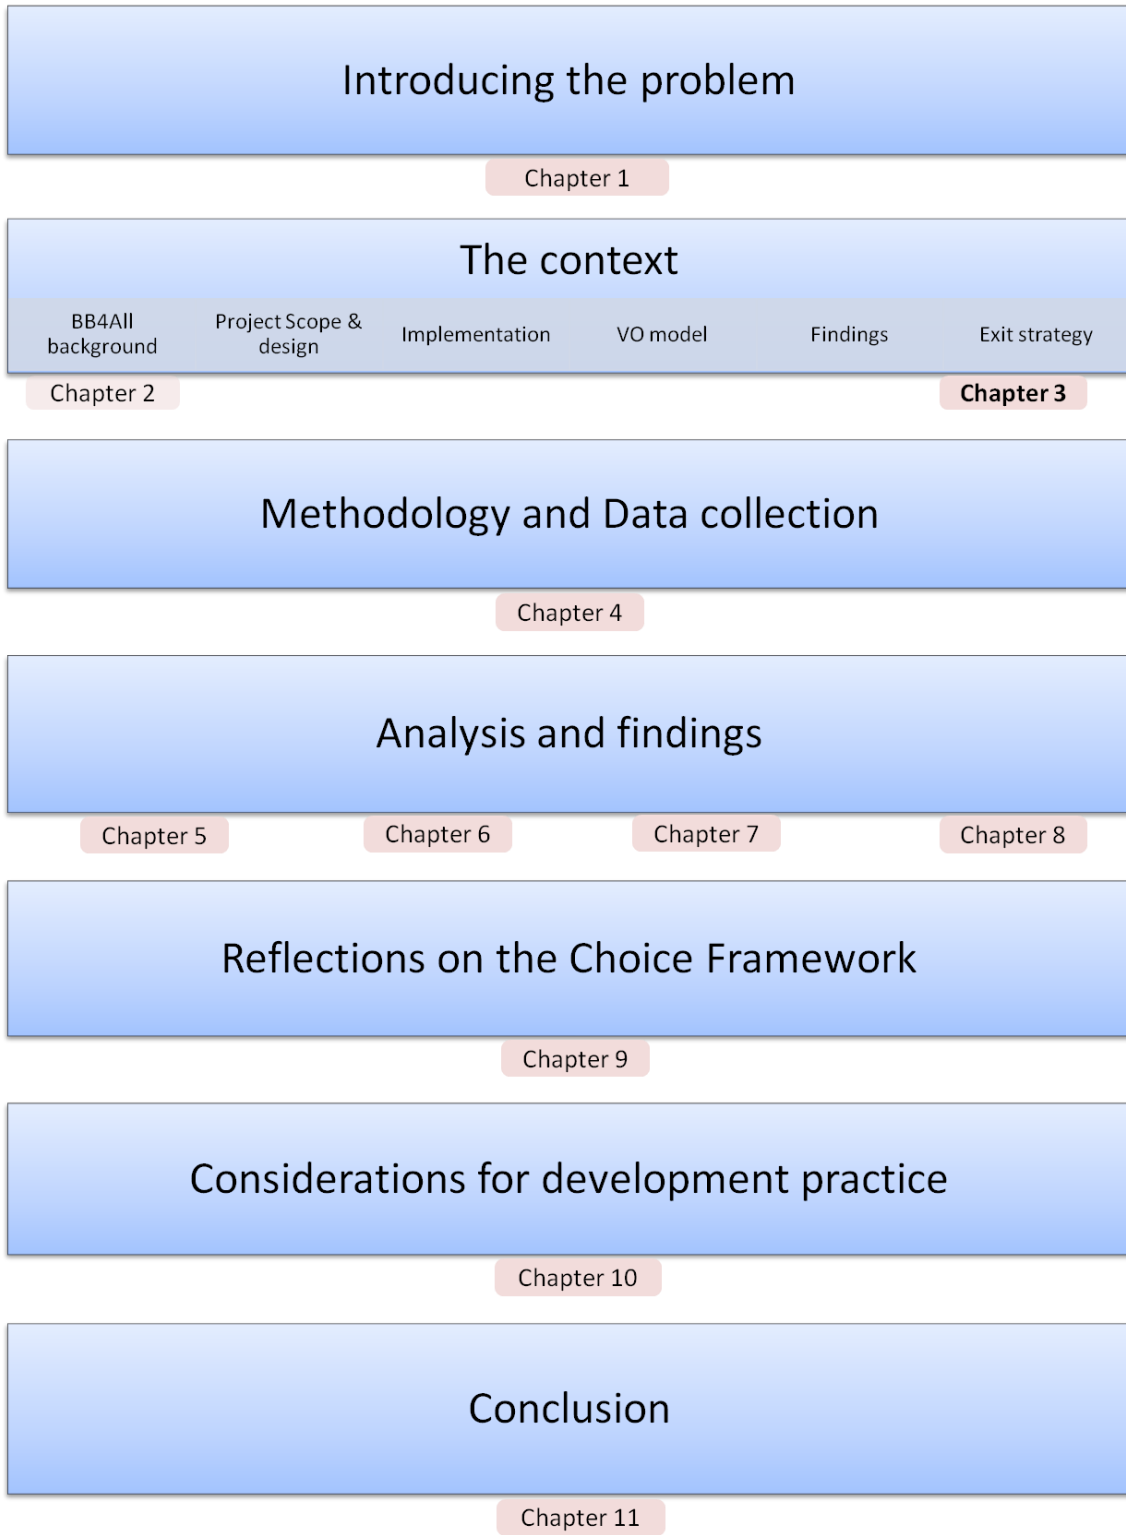 Introducing the problem
Chapter 1
The context
BB4All
background
Project Scope &
design
Implementation
VO model
Findings
Exit strategy
Chapter 2
Chapter 3
Methodology and Data collection
Chapter 4
Analysis and findings
Chapter 5
Chapter 6
Chapter 7
Chapter 8
Reflections on the Choice Framework
Chapter 9
Considerations for development practice
Chapter 10
Conclusion
Chapter 11